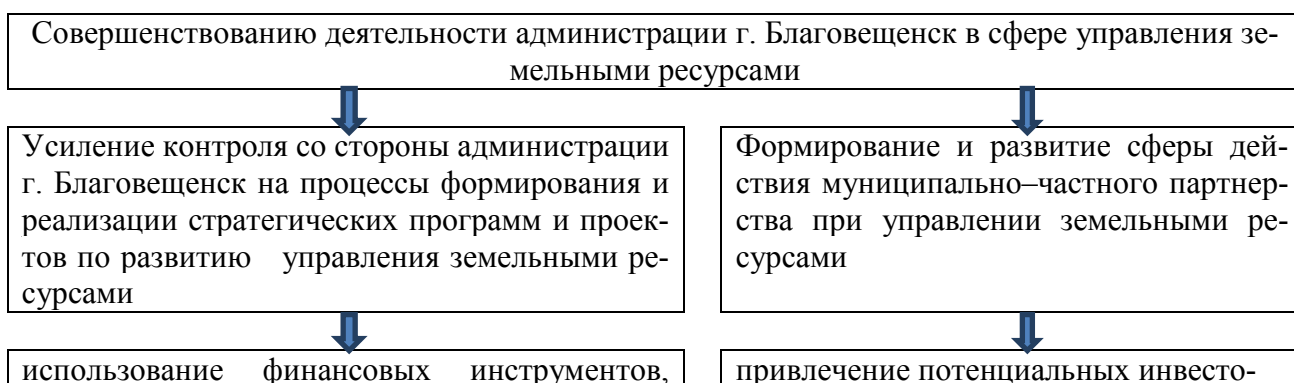 Совершенствованию деятельности администрации г. Благовещенск в сфере управления зе-
мельными ресурсами
Усиление контроля со стороны администрации
г. Благовещенск на процессы формирования и
реализации стратегических программ и проек-
тов по развитию управления земельными ре-
сурсами
Формирование и развитие сферы дей-
ствия муниципально–частного партнер-
ства при управлении земельными ре-
сурсами
использование финансовых инструментов,
привлечение потенциальных инвесто-